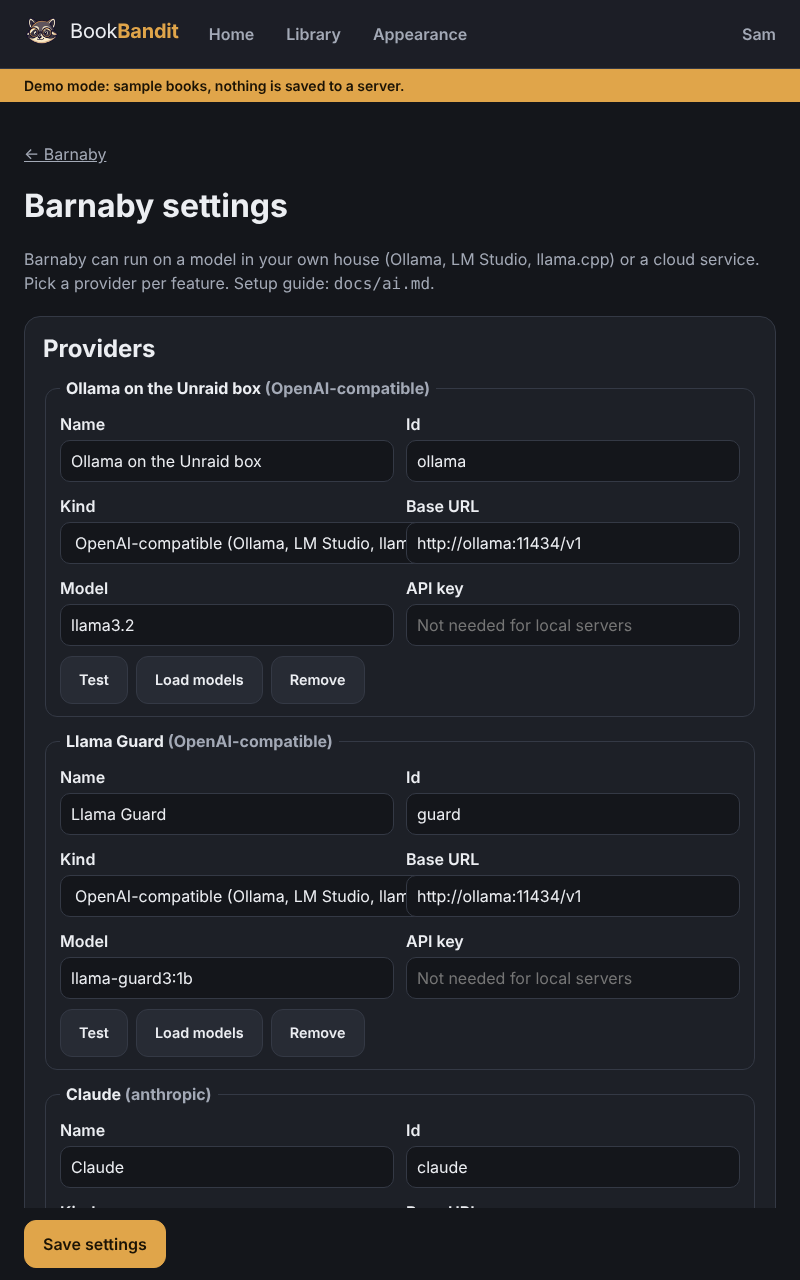 BookBandit Home Library Appearance Sam
Demo mode: sample books, nothing is saved to a server.
← Barnaby
Barnaby settings
Barnaby can run on a model in your own house (Ollama, LM Studio, llama.cpp) or a cloud service.
Pick a provider per feature. Setup guide: docs/ai.md.
Providers
Ollama on the Unraid box (OpenAI-compatible)
Name Id
Ollama on the Unraid box ollama
Kind Base URL
OpenAI-compatible (Ollama, LM Studio, llam http://ollama:11434/v1
Model API key
llama3.2 Not needed for local servers
Test Load models Remove
Llama Guard (OpenAI-compatible)
Name Id
Llama Guard guard
Kind Base URL
OpenAI-compatible (Ollama, LM Studio, llam http://ollama:11434/v1
Model API key
llama-guard3:1b Not needed for local servers
Test Load models Remove
Claude (anthropic)
Name Id
Claude claude
Save settings